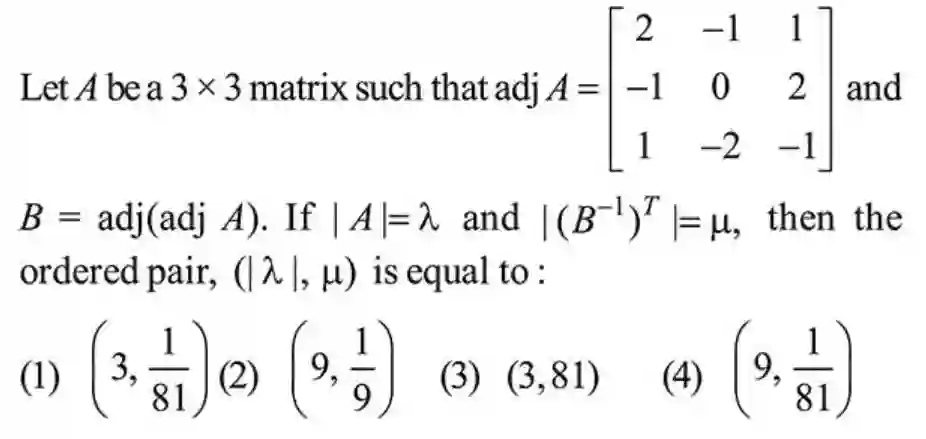 Let A be a 3 × 3 matrix such that adj A = [2 −1 1; −1 0 2; 1 −2 −1] and
B = adj(adj A). If | A |= λ and |(B⁻¹)ᵀ |= μ, then the
ordered pair, (| λ |, μ) is equal to :
(1) (3, 1/81) (2) (9, 1/9) (3) (3, 81) (4) (9, 1/81)